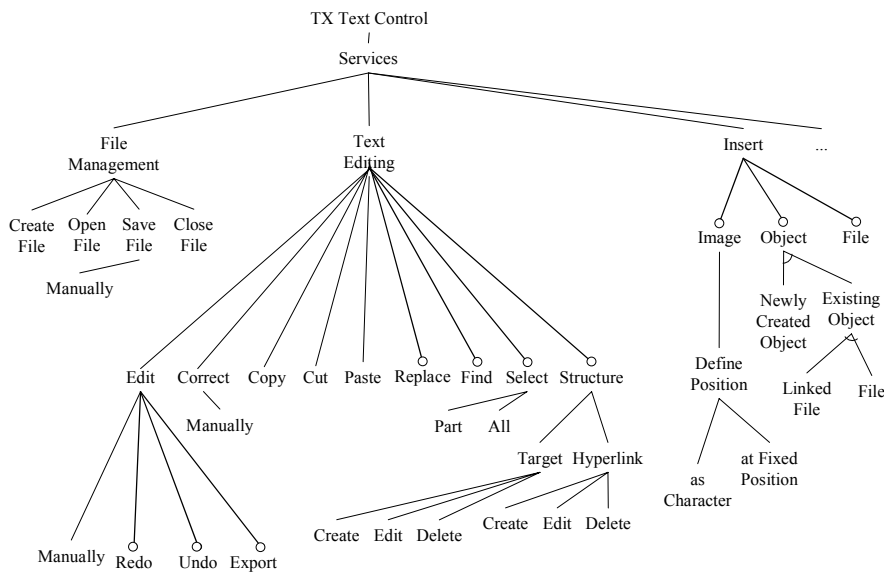 TX Text Control
Services
File
Management
Text
Editing
Insert
...
Create
File
Open
File
Save
File
Close
File
Manually
Image
Object
File
Newly
Created
Object
Existing
Object
Edit
Correct
Copy
Cut
Paste
Replace
Find
Select
Structure
Define
Position
Linked
File
File
Manually
Part
All
Target
Hyperlink
as
Character
at Fixed
Position
Create
Edit
Delete
Create
Edit
Delete
Manually
Redo
Undo
Export